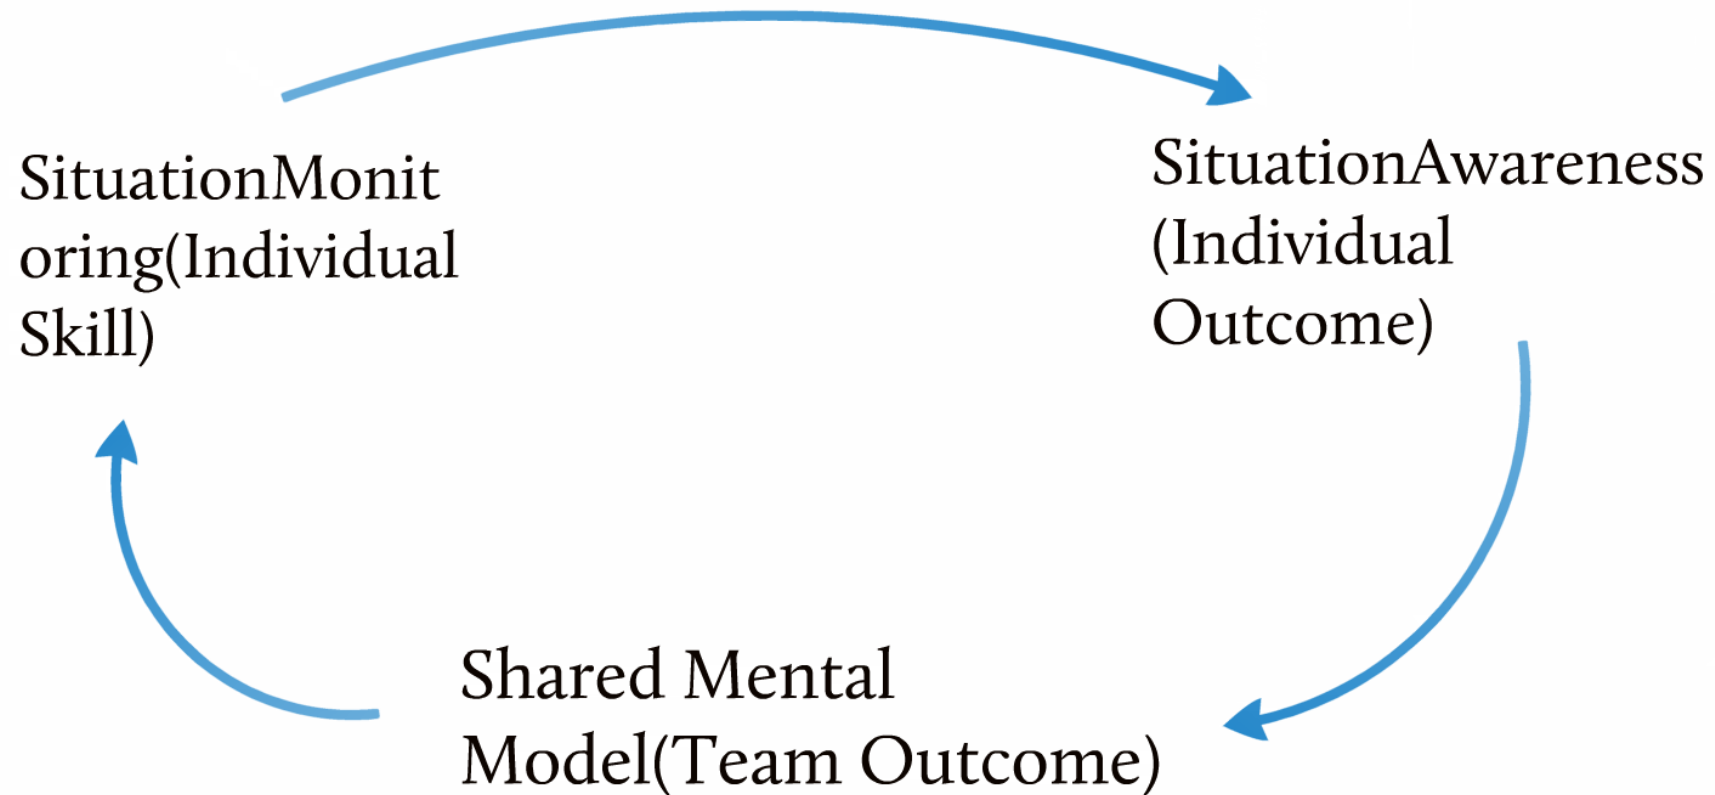 SituationMonit
oring(Individual
Skill)
SituationAwareness
(Individual
Outcome)
Shared Mental
Model(Team Outcome)